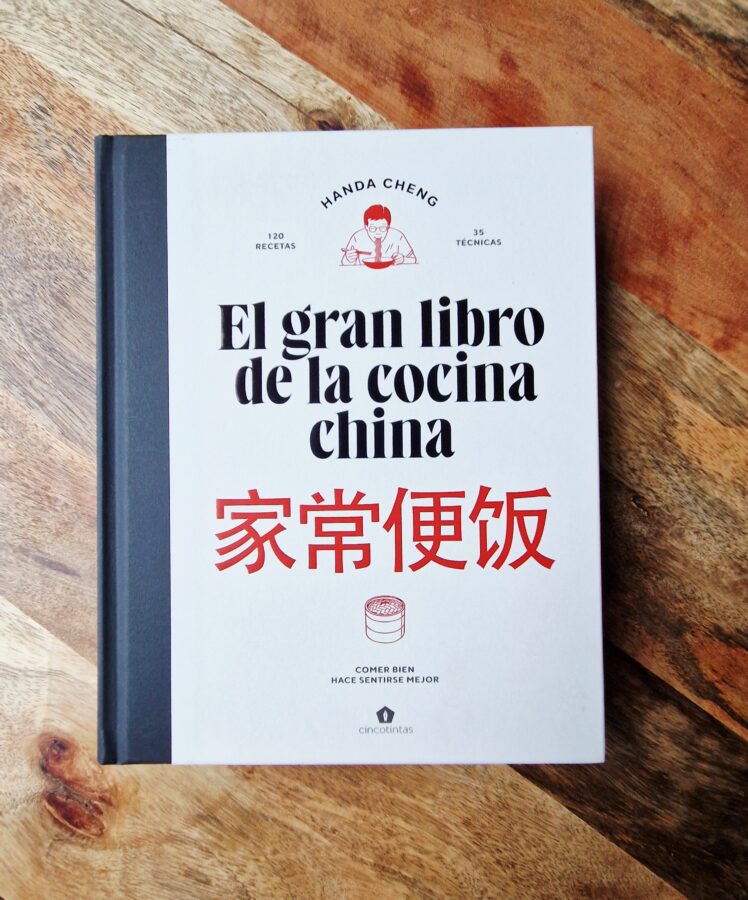 HANDA CHENG
120
RECETAS
35
TÉCNICAS
El gran libro
de la cocina
china
家常便饭
COMER BIEN
HACE SENTIRSE MEJOR
cincotintas